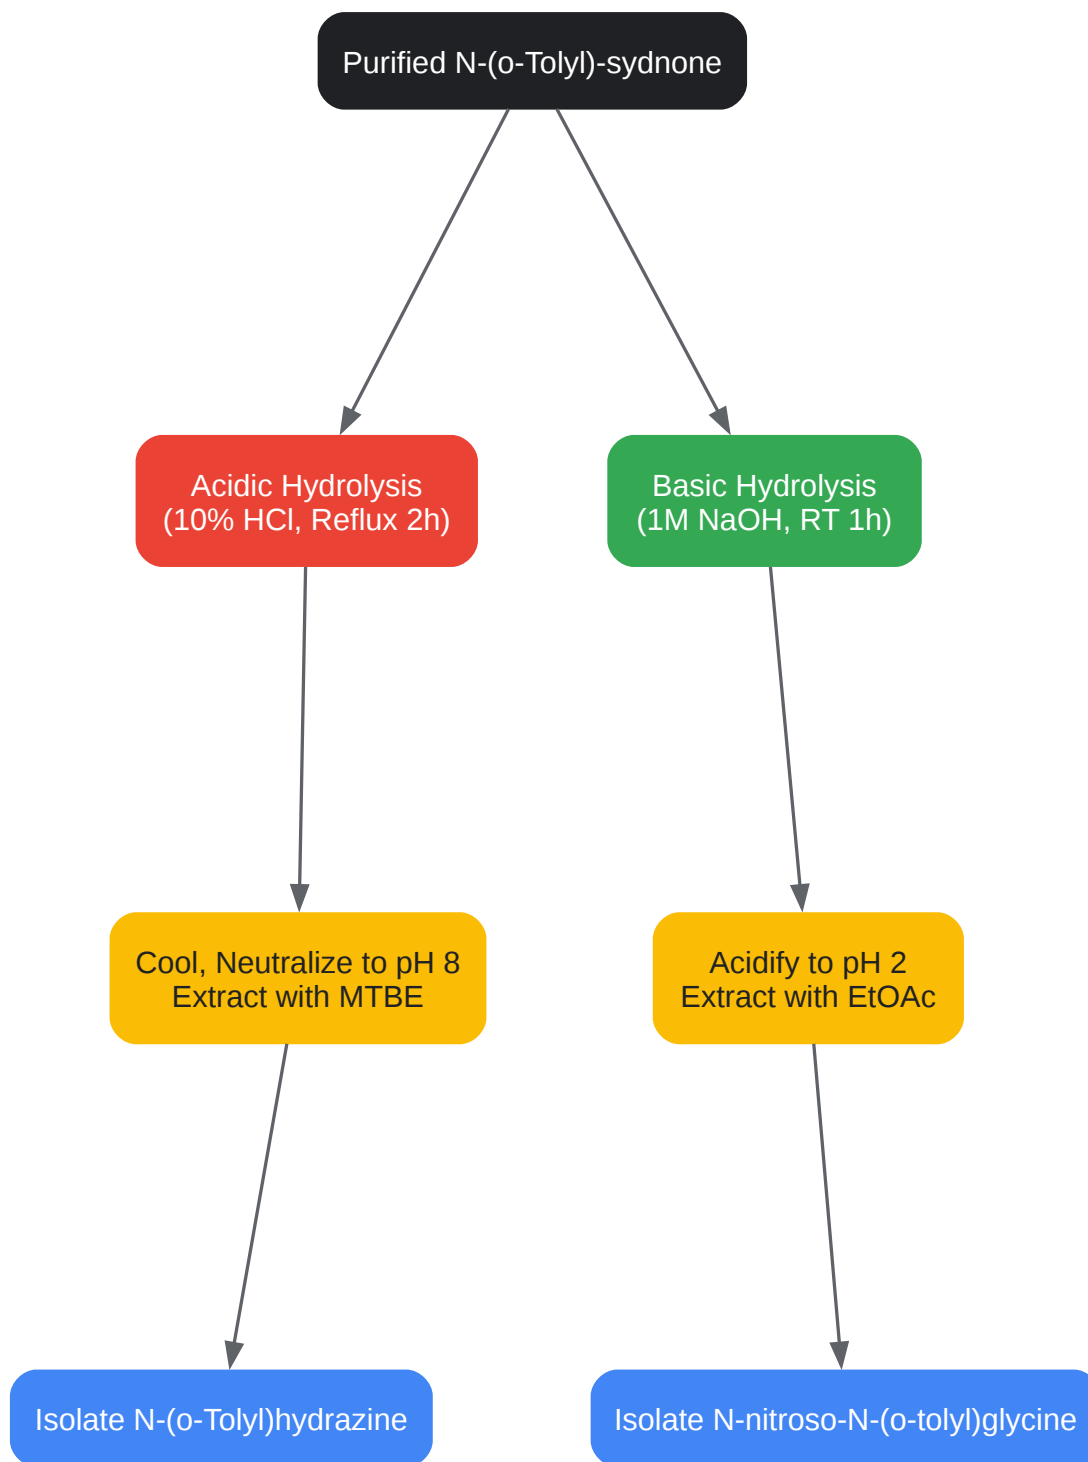 Purified N-(o-Tolyl)-sydnone
Acidic Hydrolysis
(10% HCl, Reflux 2h)
Basic Hydrolysis
(1M NaOH, RT 1h)
Cool, Neutralize to pH 8
Extract with MTBE
Acidify to pH 2
Extract with EtOAc
Isolate N-(o-Tolyl)hydrazine
Isolate N-nitroso-N-(o-tolyl)glycine